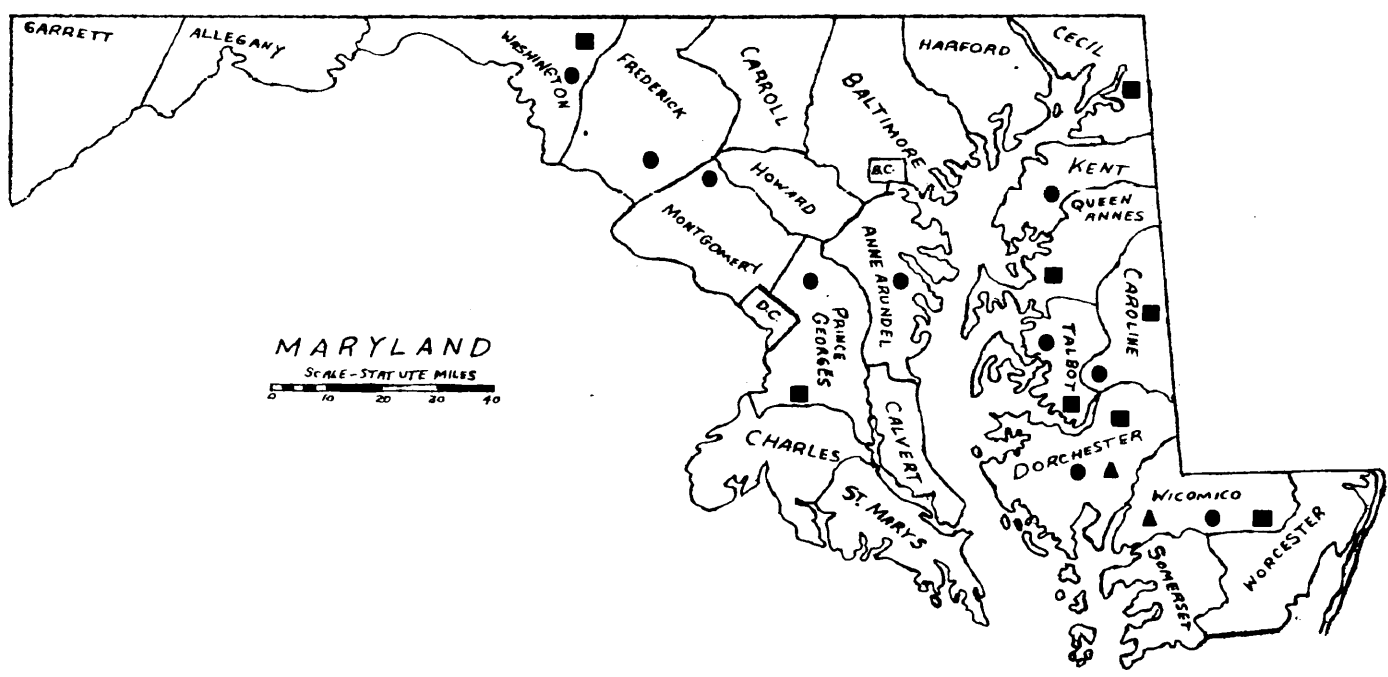 GARRETT
ALLEGANY
WASHINGTON
FREDERICK
CARROLL
BALTIMORE
HARFORD
CECIL
B.C.
KENT
QUEEN
ANNES
HOWARD
MONTGOMERY
ANNE ARUNDEL
D.C.
PRINCE
GEORGES
CAROLINE
TALBOT
MARYLAND
SCALE-STATUTE MILES
0 10 20 30 40
CHARLES
CALVERT
ST. MARYS
DORCHESTER
WICOMICO
SOMERSET
WORCESTER